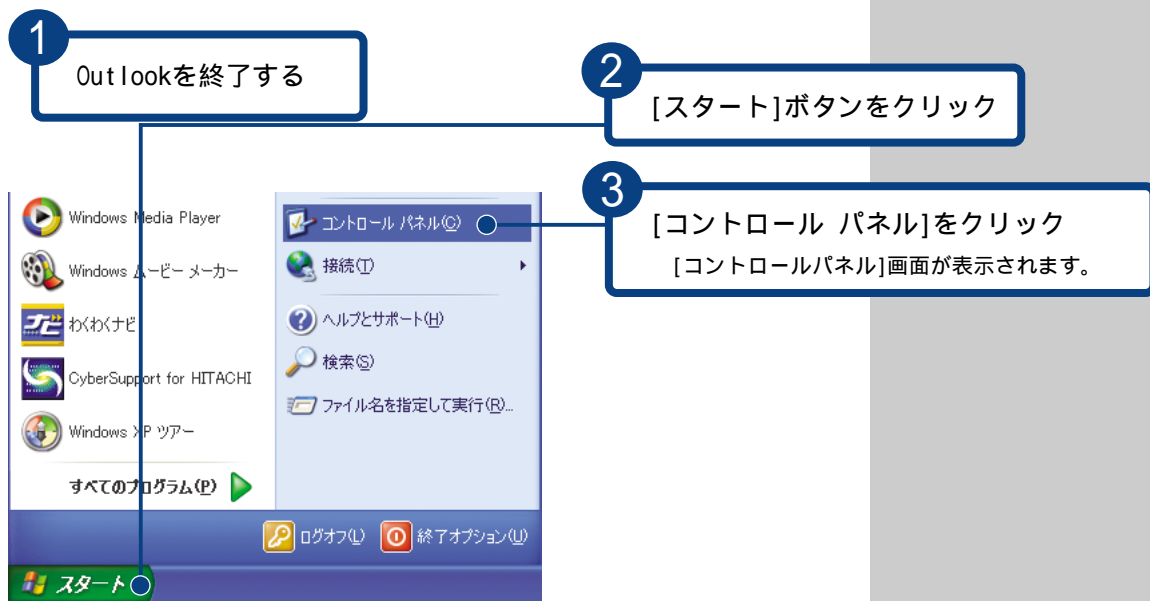 1
Outlookを終了する
2
[スタート]ボタンをクリック
3
[コントロール パネル]をクリック
[コントロールパネル]画面が表示されます。
Windows Media Player
Windows ムービー メーカー
ナビ わくわくナビ
CyberSupport for HITACHI
Windows XP ツアー
すべてのプログラム(P)
コントロール パネル(C)
接続(T)
ヘルプとサポート(H)
検索(S)
ファイル名を指定して実行(R)...
ログオフ(L) 終了オプション(U)
スタート